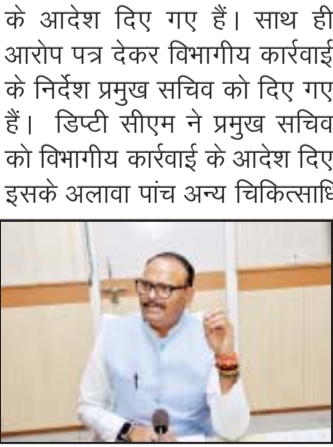 के आदेश दिए गए हैं। साथ ही
आरोप पत्र देकर विभागीय कार्रवाई
के निर्देश प्रमुख सचिव को दिए गए
हैं। डिप्टी सीएम ने प्रमुख सचिव
को विभागीय कार्रवाई के आदेश दिए
इसके अलावा पांच अन्य